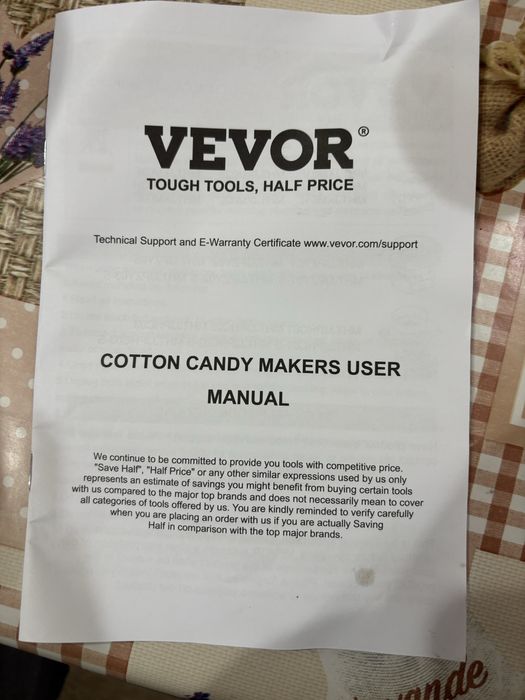 VEVOR®
TOUGH TOOLS, HALF PRICE
Technical Support and E-Warranty Certificate www.vevor.com/support
COTTON CANDY MAKERS USER
MANUAL
We continue to be committed to provide you tools with competitive price.
"Save Half", "Half Price" or any other similar expressions used by us only
represents an estimate of savings you might benefit from buying certain tools
with us compared to the major top brands and does not necessarily mean to cover
all categories of tools offered by us. You are kindly reminded to verify carefully
when you are placing an order with us if you are actually Saving
Half in comparison with the top major brands.